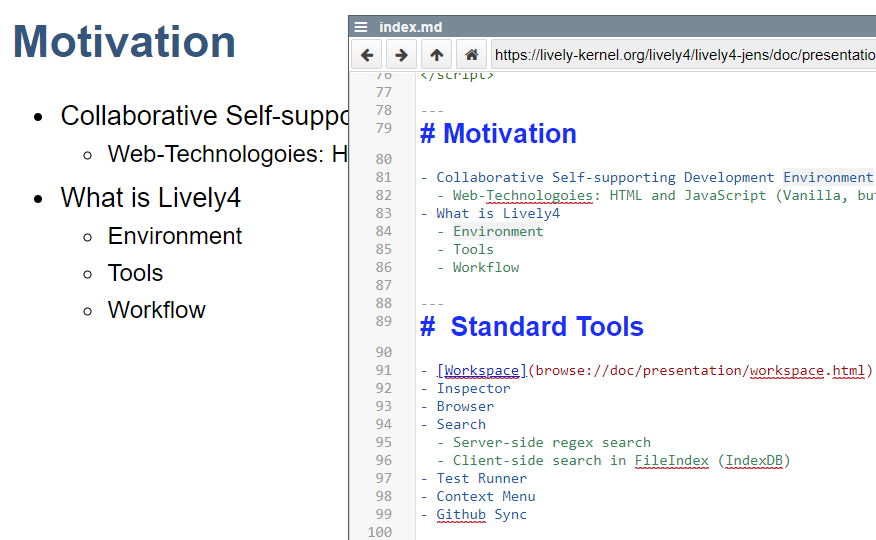 Motivation
• Collaborative Self-suppo
◦ Web-Technologoies: H
• What is Lively4
◦ Environment
◦ Tools
◦ Workflow
index.md
https://lively-kernel.org/lively4/lively4-jens/doc/presentatio
76 </script>
77
78 ---
79 # Motivation
80
81 - Collaborative Self-supporting Development Environment
82 - Web-Technologoies: HTML and JavaScript (Vanilla, but
83 - What is Lively4
84 - Environment
85 - Tools
86 - Workflow
87
88 ---
89 # Standard Tools
90
91 - [Workspace](browse://doc/presentation/workspace.html)
92 - Inspector
93 - Browser
94 - Search
95 - Server-side regex search
96 - Client-side search in FileIndex (IndexDB)
97 - Test Runner
98 - Context Menu
99 - Github Sync
100